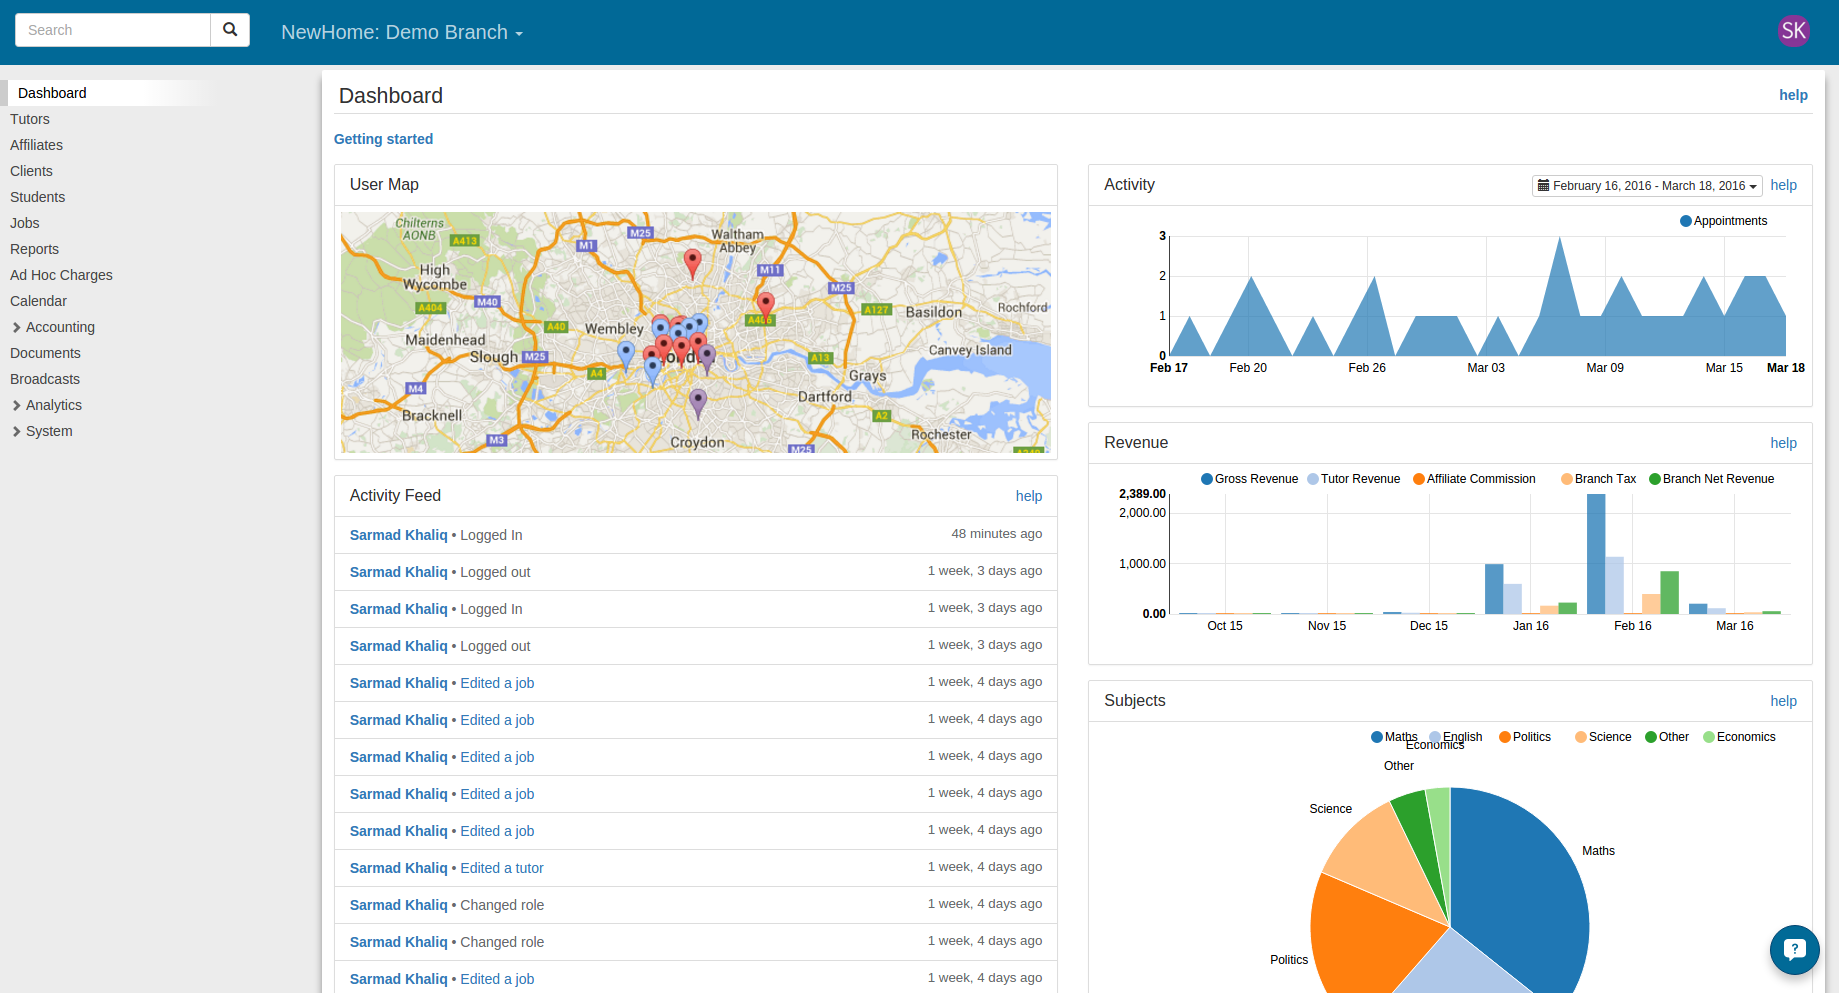 Search
NewHome: Demo Branch
SK
Dashboard
Tutors
Affiliates
Clients
Students
Jobs
Reports
Ad Hoc Charges
Calendar
Accounting
Documents
Broadcasts
Analytics
System
Dashboard
help
Getting started
User Map
Chilterns
AONB
A413
M25
M1
Waltham
Abbey
M11
High
Wycombe
M40
A404
M25
A127
Basildon
Rochford
A40
Wembley
A406
Maidenhead
Slough
M25
A4
A13
Canvey Island
Grays
M4
Dartford
Bracknell
A2
M3
Croydon
Rochester
M25
Activity Feed
help
Sarmad Khaliq • Logged In
48 minutes ago
Sarmad Khaliq • Logged out
1 week, 3 days ago
Sarmad Khaliq • Logged In
1 week, 3 days ago
Sarmad Khaliq • Logged out
1 week, 3 days ago
Sarmad Khaliq • Edited a job
1 week, 4 days ago
Sarmad Khaliq • Edited a job
1 week, 4 days ago
Sarmad Khaliq • Edited a job
1 week, 4 days ago
Sarmad Khaliq • Edited a job
1 week, 4 days ago
Sarmad Khaliq • Edited a job
1 week, 4 days ago
Sarmad Khaliq • Edited a tutor
1 week, 4 days ago
Sarmad Khaliq • Changed role
1 week, 4 days ago
Sarmad Khaliq • Changed role
1 week, 4 days ago
Sarmad Khaliq • Edited a job
1 week, 4 days ago
Activity
February 16, 2016 - March 18, 2016
help
Appointments
3
2
1
0
Feb 17 Feb 20 Feb 26 Mar 03 Mar 09 Mar 15 Mar 18
Revenue
help
Gross Revenue Tutor Revenue Affiliate Commission Branch Tax Branch Net Revenue
2,389.00
2,000.00
1,000.00
0.00
Oct 15 Nov 15 Dec 15 Jan 16 Feb 16 Mar 16
Subjects
help
Maths English Politics Science Other Economics
Economics
Other
Science
Maths
Politics
?